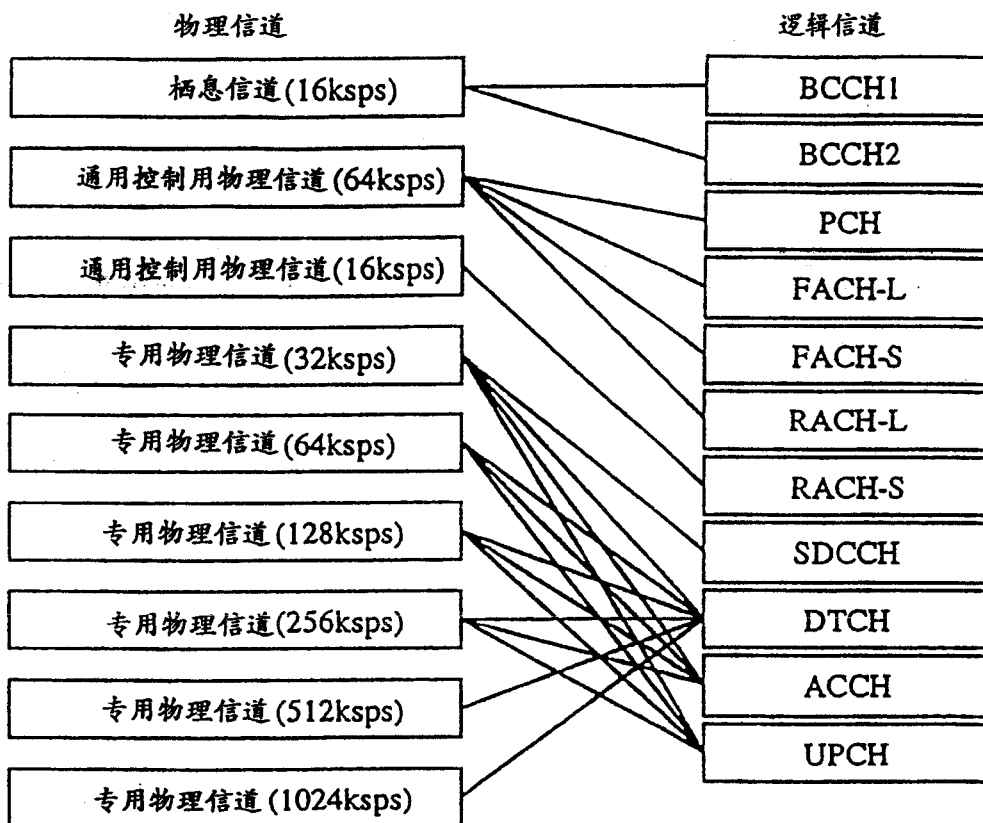 物理信道
逻辑信道
栖息信道(16ksps)
BCCH1
通用控制用物理信道(64ksps)
BCCH2
PCH
通用控制用物理信道(16ksps)
FACH-L
专用物理信道(32ksps)
FACH-S
专用物理信道(64ksps)
RACH-L
RACH-S
专用物理信道(128ksps)
SDCCH
专用物理信道(256ksps)
DTCH
专用物理信道(512ksps)
ACCH
UPCH
专用物理信道(1024ksps)